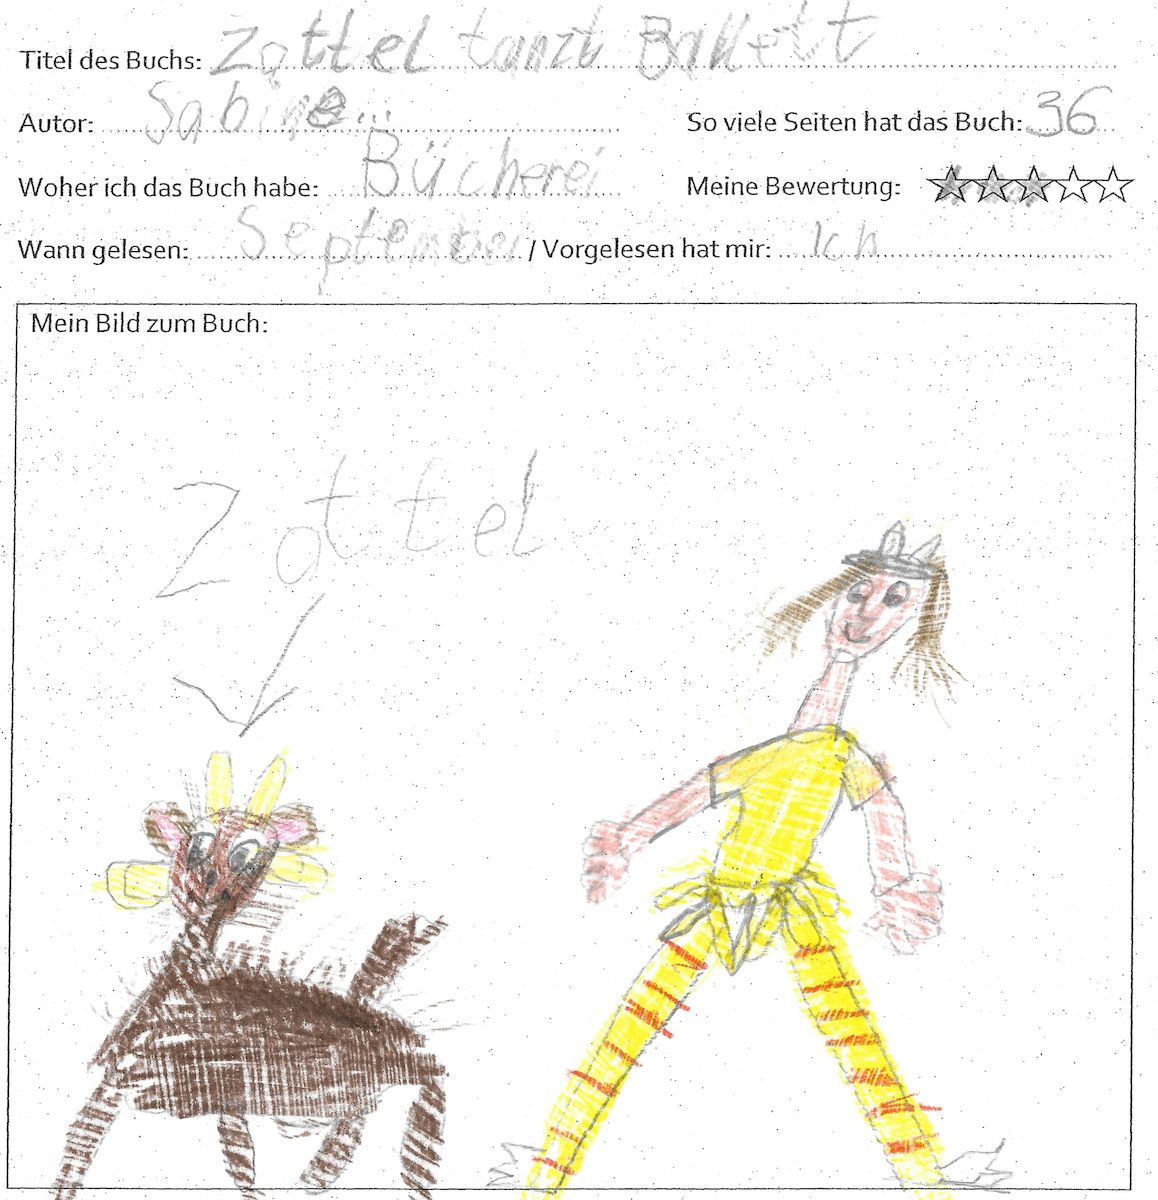 Titel des Buchs: Zottel tanzt Ballett
Autor: Sabine... So viele Seiten hat das Buch: 36
Woher ich das Buch habe: Bücherei Meine Bewertung:
Wann gelesen: September / Vorgelesen hat mir: Ich
Mein Bild zum Buch:
Zottel